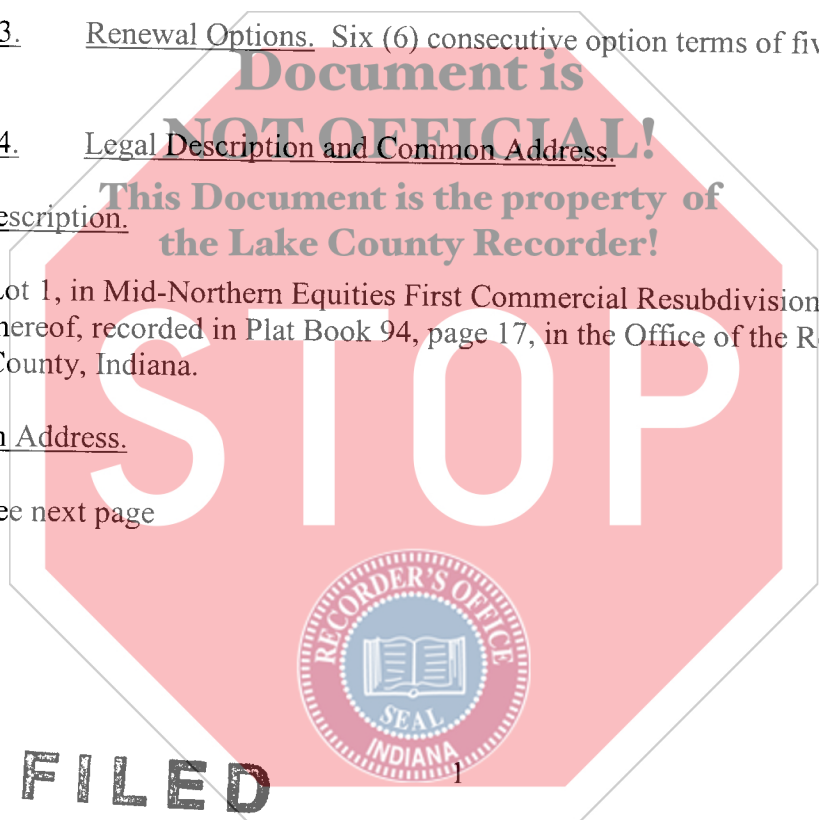 3. Renewal Options. Six (6) consecutive option terms of fiv
Document is
NOT OFFICIAL!
4. Legal Description and Common Address.
This Document is the property of
escription.
the Lake County Recorder!
Lot 1, in Mid-Northern Equities First Commercial Resubdivision
hereof, recorded in Plat Book 94, page 17, in the Office of the R
County, Indiana.
STOP
n Address.
ee next page
RECORDER'S OFFICE
SEAL
INDIANA
1
FILED